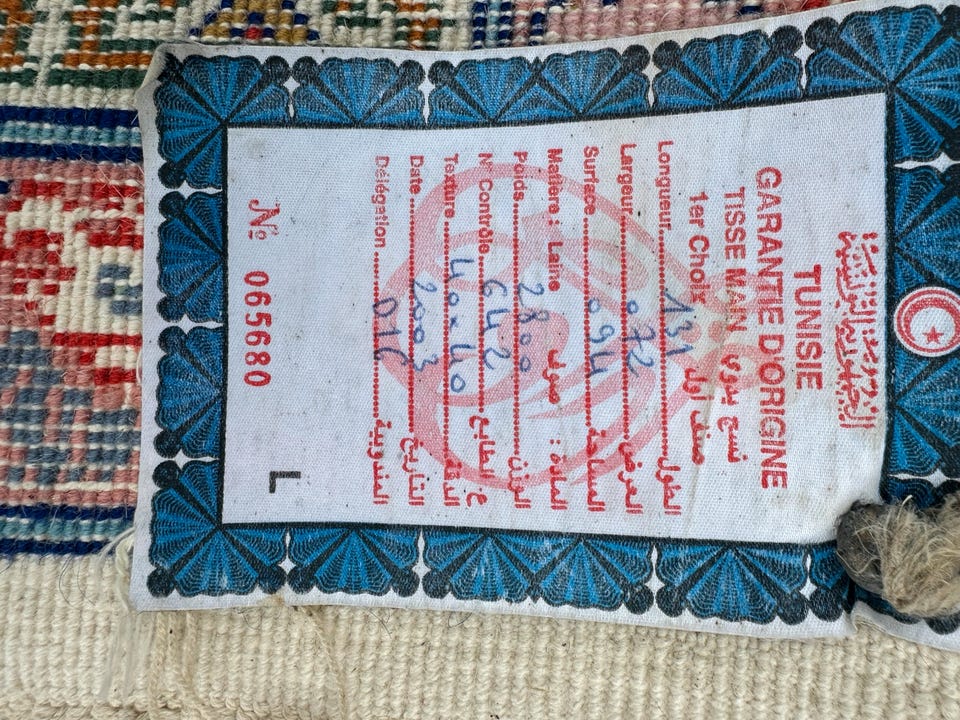 الجمهورية التونسية
TUNISIE
GARANTIE D'ORIGINE
TISSE MAIN نسج يدوي
1er Choix صنف أول
Longueur 131 الطول
Largeur 072 العرض
Surface 094 المساحة
Matiere : Laine صوف : المادة
Poids 2800 الوزن
N° Contrôle 642 ع الطابع
Texture 40x40 الدقة
Date 2003 التاريخ
Délégation المندوبية
№ 065680 L